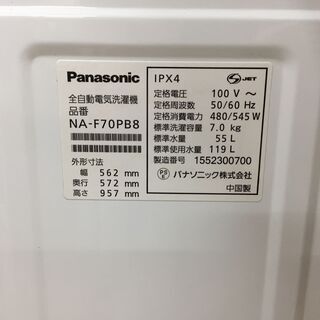 Panasonic
全自動電気洗濯機
品番
NA-F70PB8
外形寸法
幅 562 mm
奥行 572 mm
高さ 957 mm
IPX4
S JET
定格電圧 100 V ～
定格周波数 50/60 Hz
定格消費電力 480/545 W
標準洗濯容量 7.0 kg
標準水量 55 L
標準使用水量 119 L
製造番号 1552300700
PS E パナソニック株式会社
中国製